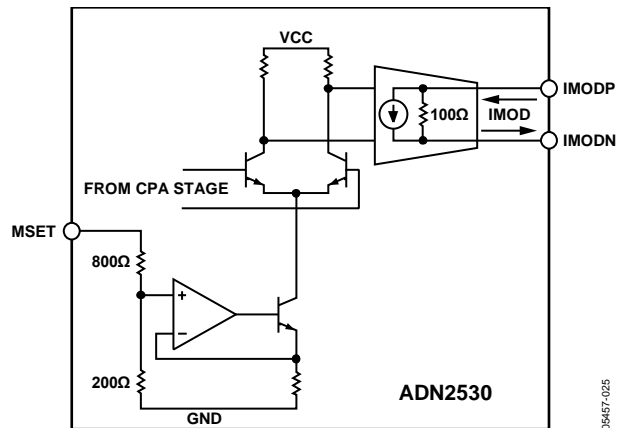 VCC
IMODP
100Ω
IMOD
IMODN
FROM CPA STAGE
MSET
800Ω
+
–
200Ω
GND
ADN2530
05457-025